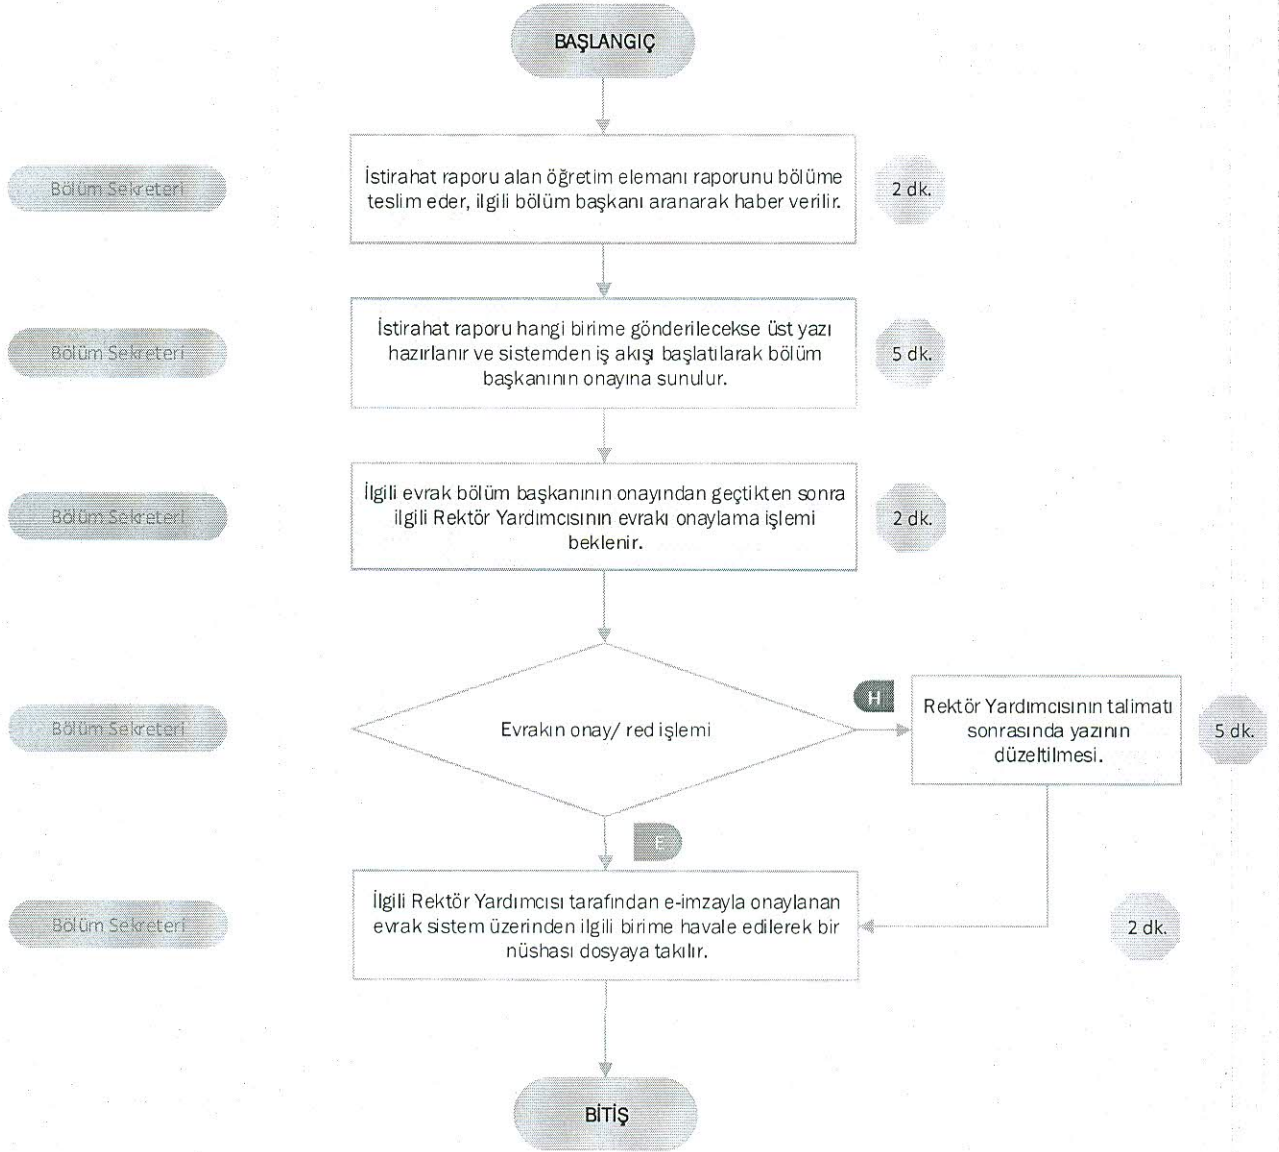 BAŞLANGIÇ
Bölüm Sekreteri
İstirahat raporu alan öğretim elemanı raporunu bölüme
teslim eder, ilgili bölüm başkanı aranarak haber verilir.
2 dk.
Bölüm Sekreteri
İstirahat raporu hangi birime gönderilecekse üst yazı
hazırlanır ve sistemden iş akışı başlatılarak bölüm
başkanının onayına sunulur.
5 dk.
Bölüm Sekreteri
İlgili evrak bölüm başkanının onayından geçtikten sonra
ilgili Rektör Yardımcısının evrakı onaylama işlemi
beklenir.
2 dk.
Bölüm Sekreteri
Evrakın onay/ red işlemi
H
Rektör Yardımcısının talimatı
sonrasında yazının
düzeltilmesi.
5 dk.
E
Bölüm Sekreteri
İlgili Rektör Yardımcısı tarafından e-imzayla onaylanan
evrak sistem üzerinden ilgili birime havale edilerek bir
nüshası dosyaya takılır.
2 dk.
BİTİŞ